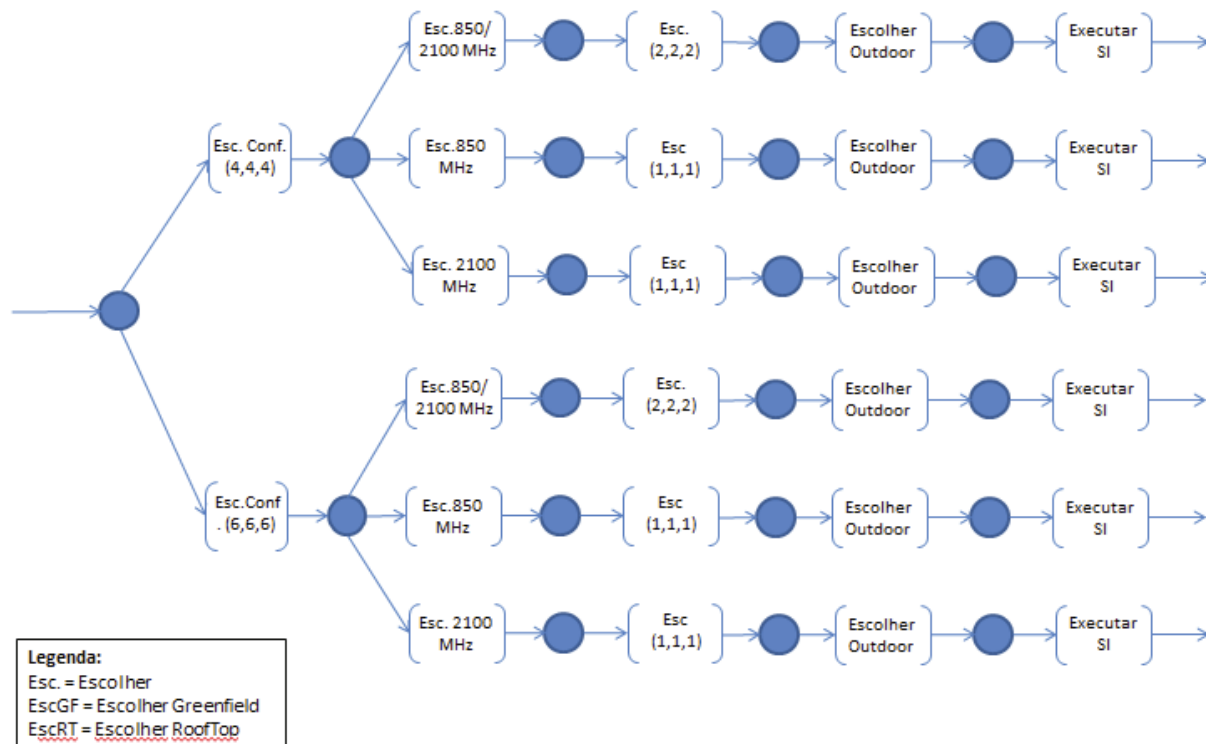 Esc.850/
2100 MHz
Esc.
(2,2,2)
Escolher
Outdoor
Executar
SI
Esc. Conf.
(4,4,4)
Esc.850
MHz
Esc
(1,1,1)
Escolher
Outdoor
Executar
SI
Esc. 2100
MHz
Esc
(1,1,1)
Escolher
Outdoor
Executar
SI
Esc.850/
2100 MHz
Esc.
(2,2,2)
Escolher
Outdoor
Executar
SI
Esc.Conf
. (6,6,6)
Esc.850
MHz
Esc
(1,1,1)
Escolher
Outdoor
Executar
SI
Esc. 2100
MHz
Esc
(1,1,1)
Escolher
Outdoor
Executar
SI
Legenda:
Esc. = Escolher
EscGF = Escolher Greenfield
EscRT = Escolher RoofTop